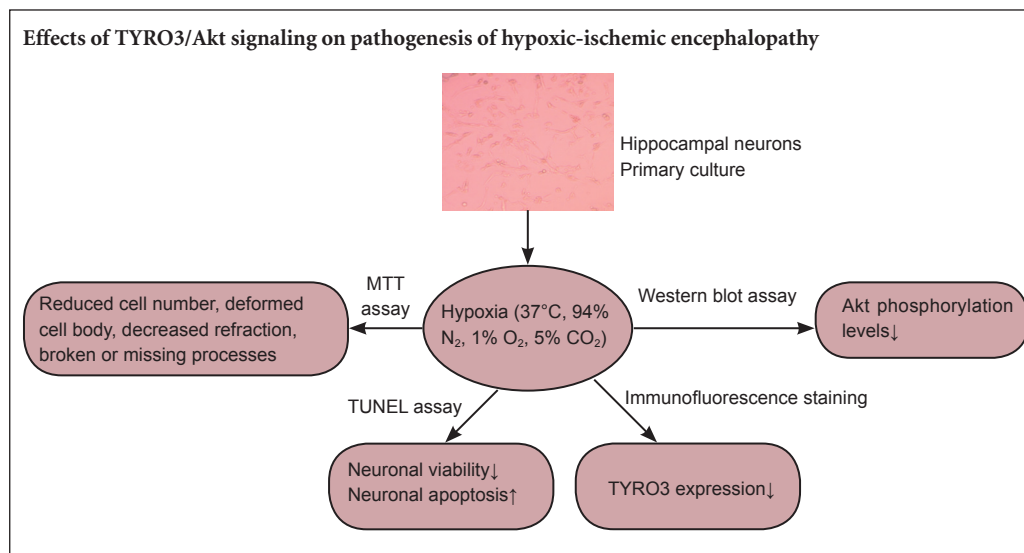 Effects of TYRO3/Akt signaling on pathogenesis of hypoxic-ischemic encephalopathy
Hippocampal neurons
Primary culture
MTT
assay
Reduced cell number, deformed
cell body, decreased refraction,
broken or missing processes
Hypoxia (37°C, 94%
N₂, 1% O₂, 5% CO₂)
Western blot assay
Akt phosphorylation
levels↓
TUNEL assay
Immunofluorescence staining
Neuronal viability↓
Neuronal apoptosis↑
TYRO3 expression↓